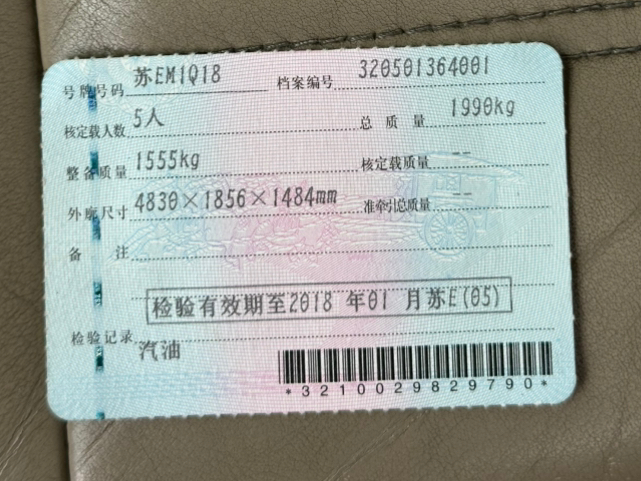 号牌号码 苏EM1Q18 档案编号 320501364001
核定载人数 5人 总质量 1990kg
整备质量 1555kg 核定载质量 --
外廓尺寸 4830×1856×1484mm 准牵引总质量 --
备注
检验有效期至2018 年01 月苏E(05)
检验记录
汽油
*3210029829790*